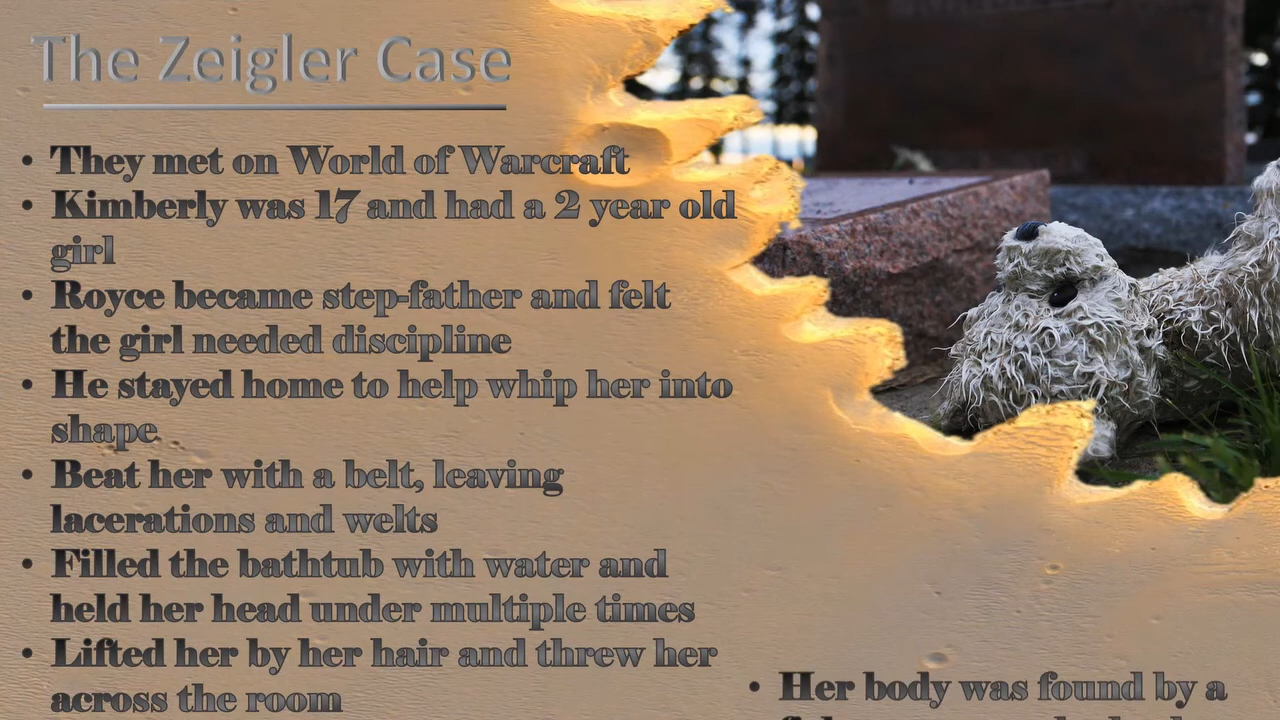 The Zeigler Case
• They met on World of Warcraft
• Kimberly was 17 and had a 2 year old
girl
• Royce became step-father and felt
the girl needed discipline
• He stayed home to help whip her into
shape
• Beat her with a belt, leaving
lacerations and welts
• Filled the bathtub with water and
held her head under multiple times
• Lifted her by her hair and threw her
across the room
• Her body was found by a